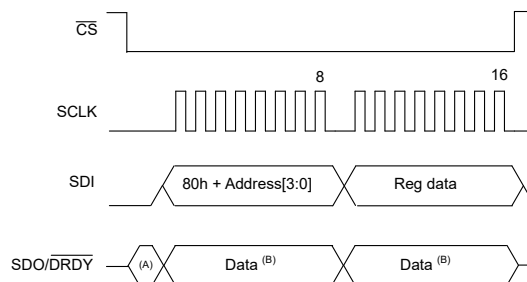 CS
8
16
SCLK
SDI
80h + Address[3:0]
Reg data
SDO/DRDY
(A)
Data (B)
Data (B)